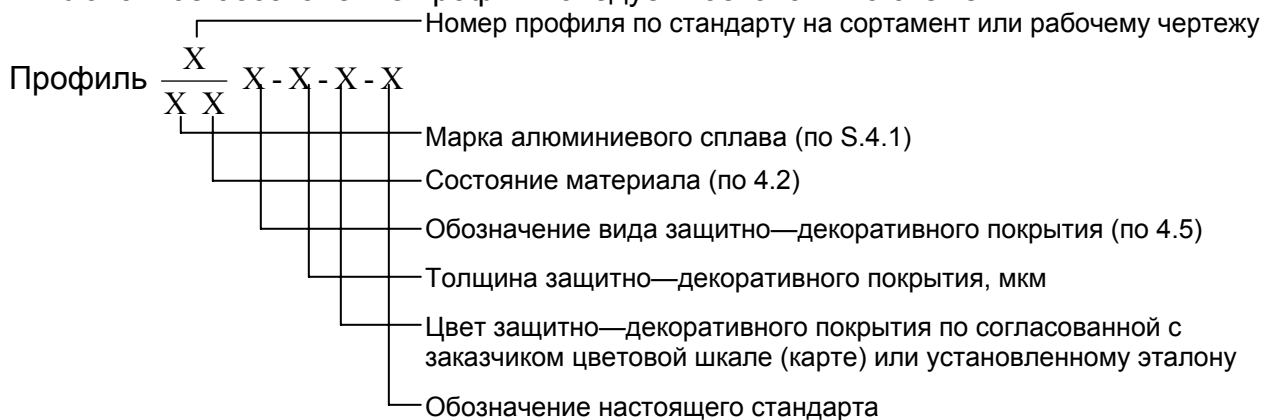 Номер профиля по стандарту на сортамент или рабочему чертежу
Профиль X X - X - X - X
X X
Марка алюминиевого сплава (по S.4.1)
Состояние материала (по 4.2)
Обозначение вида защитно—декоративного покрытия (по 4.5)
Толщина защитно—декоративного покрытия, мкм
Цвет защитно—декоративного покрытия по согласованной с
заказчиком цветовой шкале (карте) или установленному эталону
Обозначение настоящего стандарта